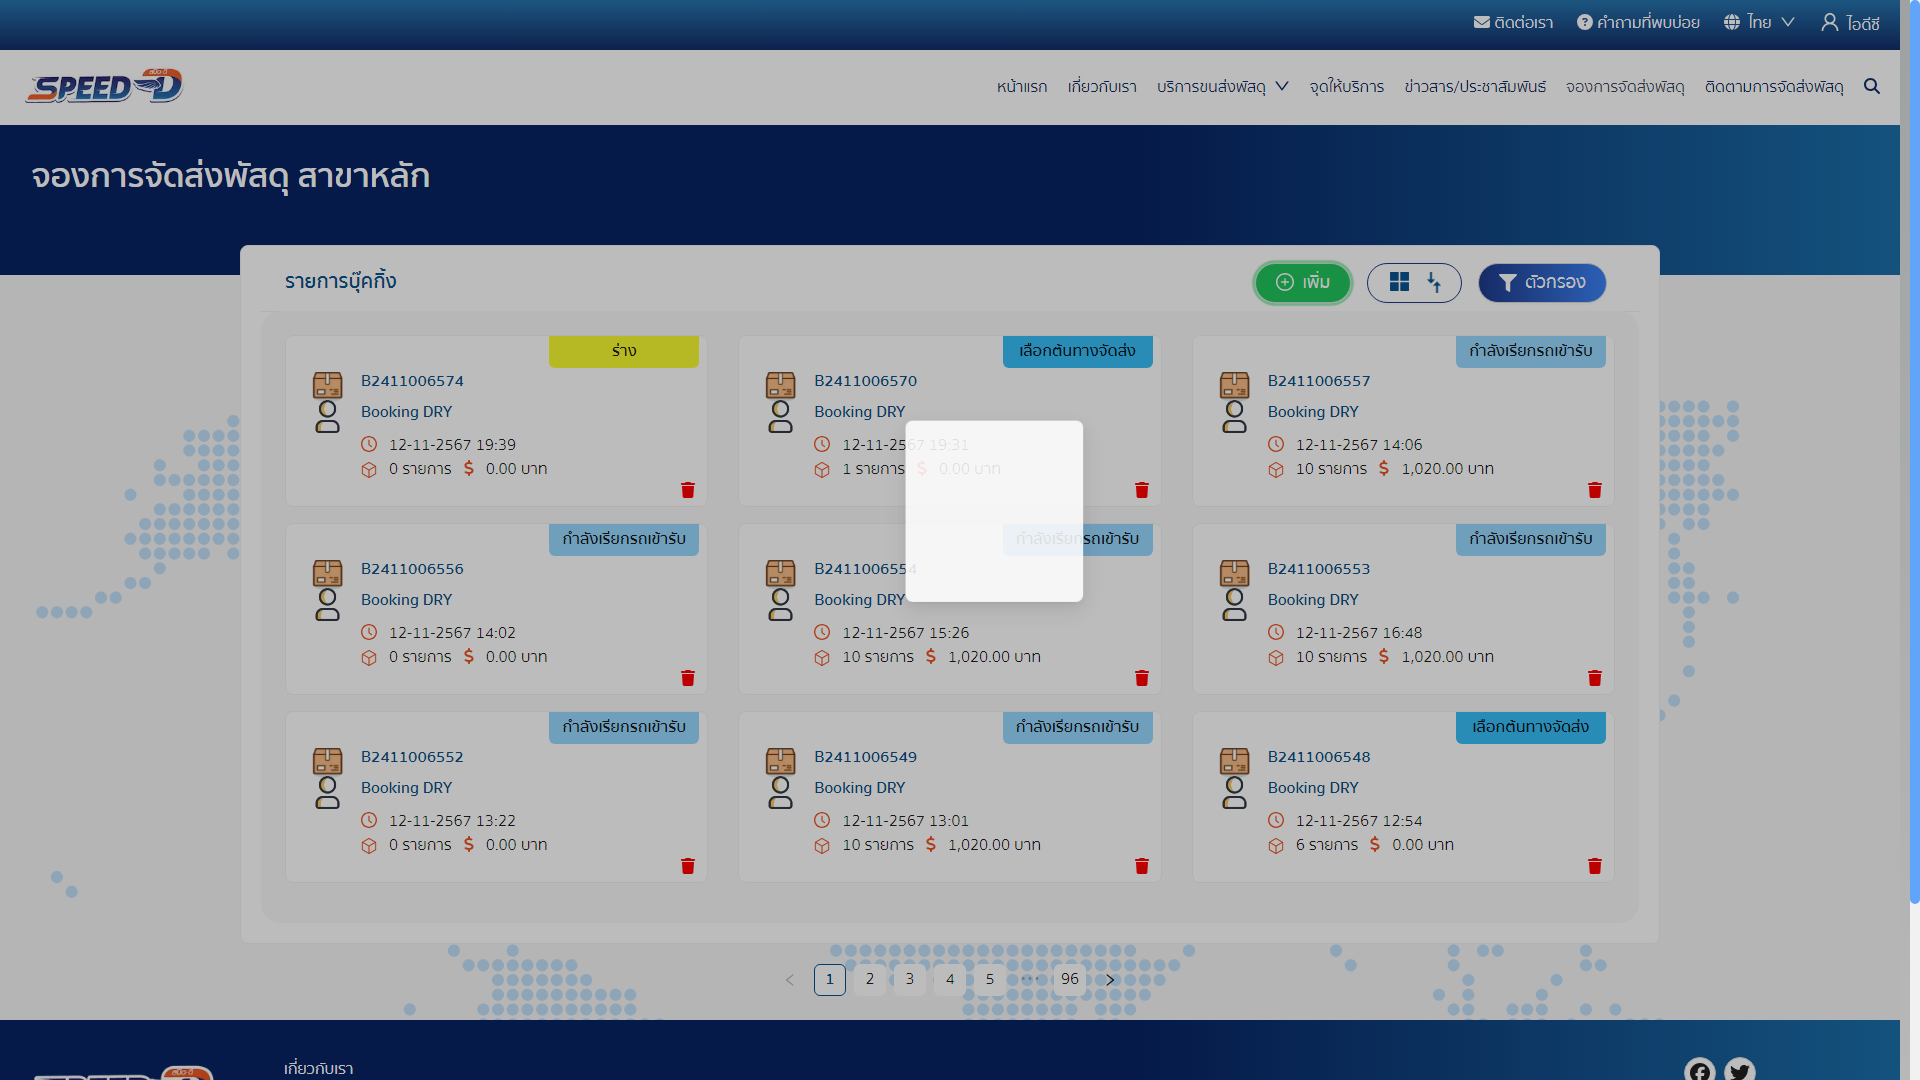 ติดต่อเรา คำถามที่พบบ่อย ไทย ไอดีซี
SPEED-D หน้าแรก เกี่ยวกับเรา บริการขนส่งพัสดุ จุดให้บริการ ข่าวสาร/ประชาสัมพันธ์ จองการจัดส่งพัสดุ ติดตามการจัดส่งพัสดุ
จองการจัดส่งพัสดุ สาขาหลัก
รายการบุ๊คกิ้ง เพิ่ม ตัวกรอง
ร่าง
B2411006574
Booking DRY
12-11-2567 19:39
0 รายการ $ 0.00 บาท
เลือกต้นทางจัดส่ง
B2411006570
Booking DRY
12-11-2567 19:31
1 รายการ $ 0.00 บาท
กำลังเรียกรถเข้ารับ
B2411006557
Booking DRY
12-11-2567 14:06
10 รายการ $ 1,020.00 บาท
กำลังเรียกรถเข้ารับ
B2411006556
Booking DRY
12-11-2567 14:02
0 รายการ $ 0.00 บาท
กำลังเรียกรถเข้ารับ
B2411006554
Booking DRY
12-11-2567 15:26
10 รายการ $ 1,020.00 บาท
กำลังเรียกรถเข้ารับ
B2411006553
Booking DRY
12-11-2567 16:48
10 รายการ $ 1,020.00 บาท
กำลังเรียกรถเข้ารับ
B2411006552
Booking DRY
12-11-2567 13:22
0 รายการ $ 0.00 บาท
กำลังเรียกรถเข้ารับ
B2411006549
Booking DRY
12-11-2567 13:01
10 รายการ $ 1,020.00 บาท
เลือกต้นทางจัดส่ง
B2411006548
Booking DRY
12-11-2567 12:54
6 รายการ $ 0.00 บาท
1 2 3 4 5 ••• 96
เกี่ยวกับเรา